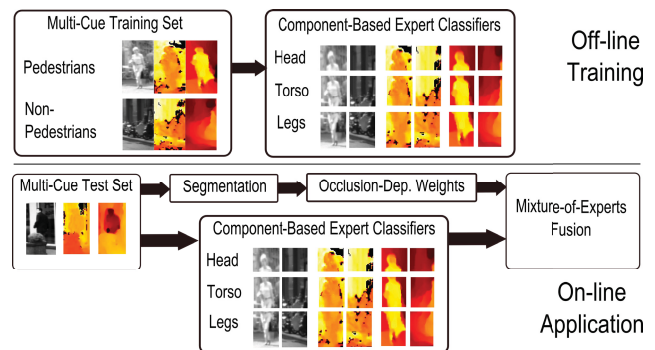 Multi-Cue Training Set
Pedestrians
Non-
Pedestrians
Component-Based Expert Classifiers
Head
Torso
Legs
Off-line
Training
Multi-Cue Test Set
Segmentation
Occlusion-Dep. Weights
Mixture-of-Experts
Fusion
Component-Based Expert Classifiers
Head
Torso
Legs
On-line
Application